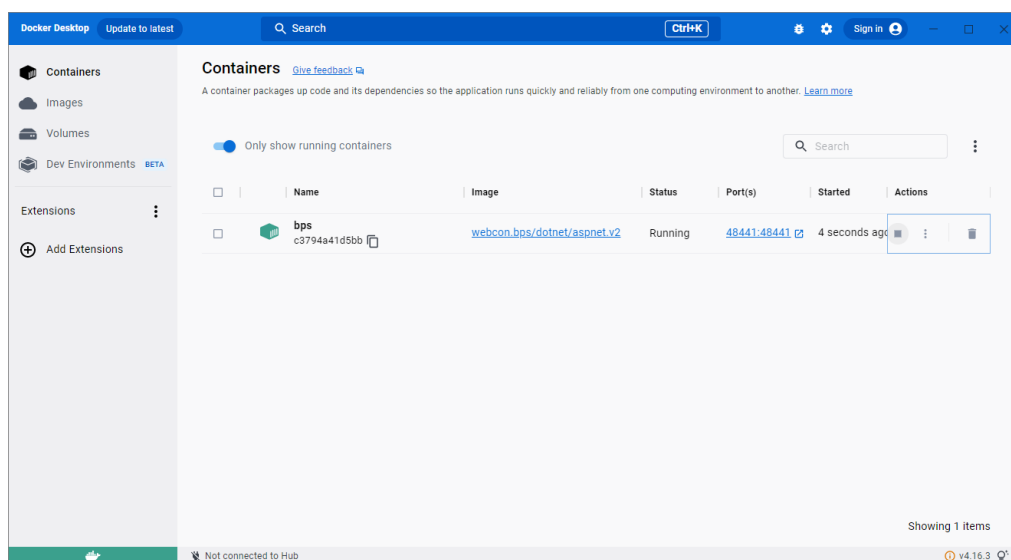 Docker Desktop Update to latest Search Ctrl+K Sign in
Containers
Images
Volumes
Dev Environments BETA
Extensions
Add Extensions
Containers Give feedback
A container packages up code and its dependencies so the application runs quickly and reliably from one computing environment to another. Learn more
Only show running containers Search
Name Image Status Port(s) Started Actions
bps
c3794a41d5bb webcon.bps/dotnet/aspnet.v2 Running 48441:48441 4 seconds ago
Showing 1 items
Not connected to Hub v4.16.3